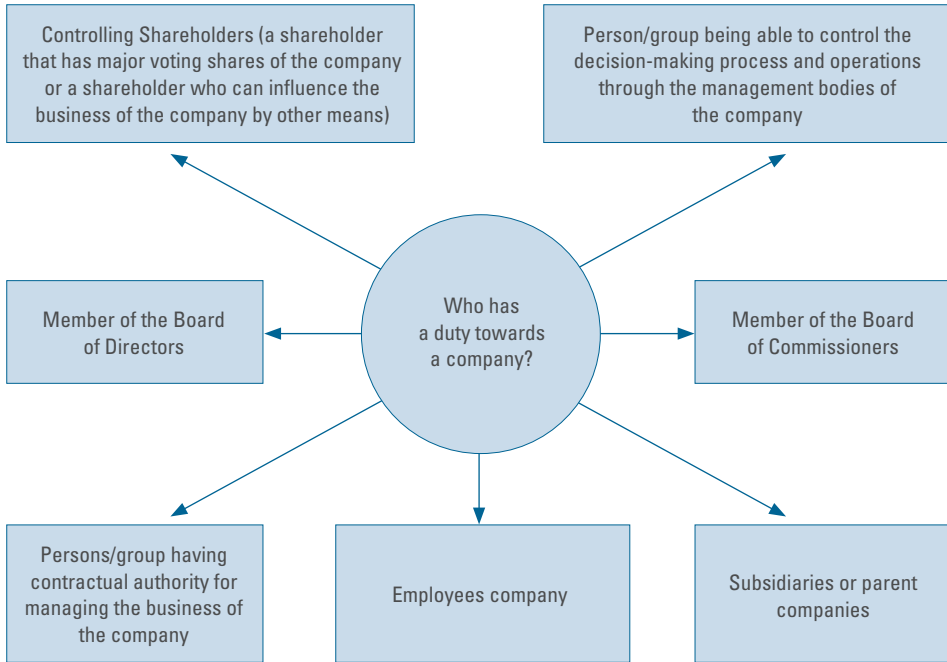 Controlling Shareholders (a shareholder
that has major voting shares of the company
or a shareholder who can influence the
business of the company by other means)
Person/group being able to control the
decision-making process and operations
through the management bodies of
the company
Member of the Board
of Directors
Who has
a duty towards
a company?
Member of the Board
of Commissioners
Persons/group having
contractual authority for
managing the business of
the company
Employees company
Subsidiaries or parent
companies